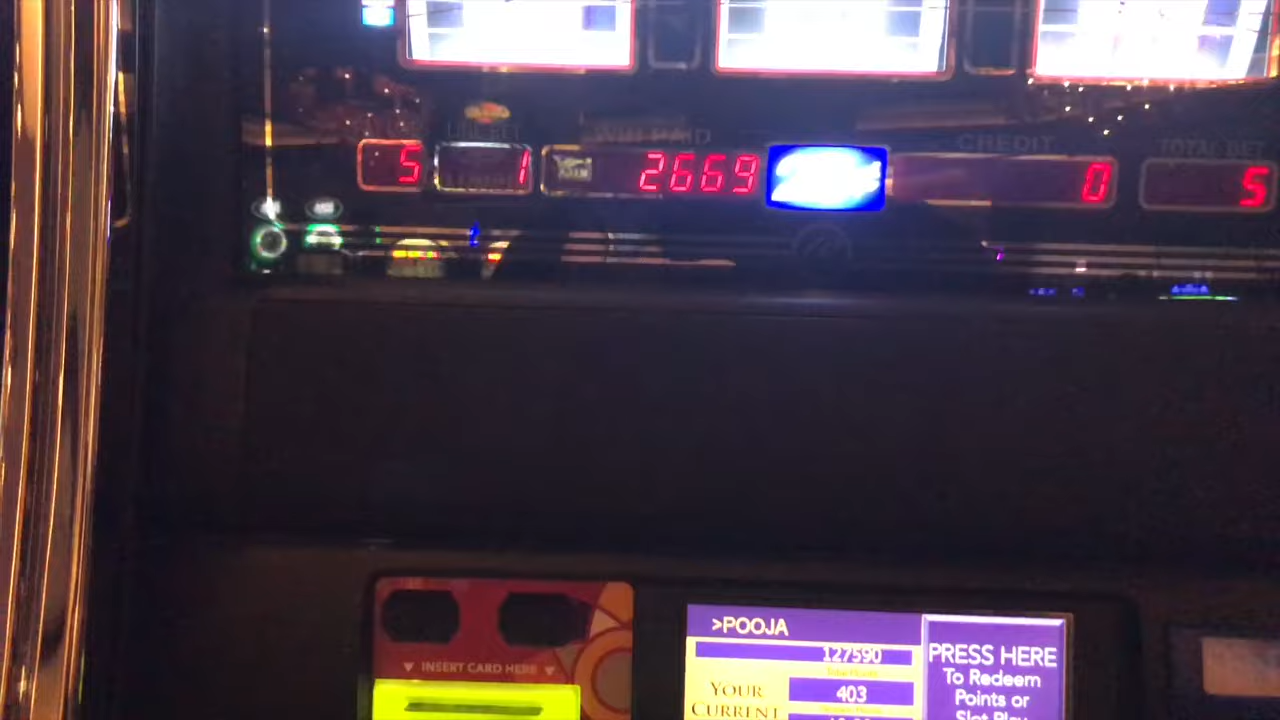 LINE BET
WIN PAID
CREDIT
TOTAL BET
5
1
2669
0
5
>POOJA
127590
PRESS HERE
To Redeem
Points or
Slot Play
INSERT CARD HERE
YOUR
CURRENT
403